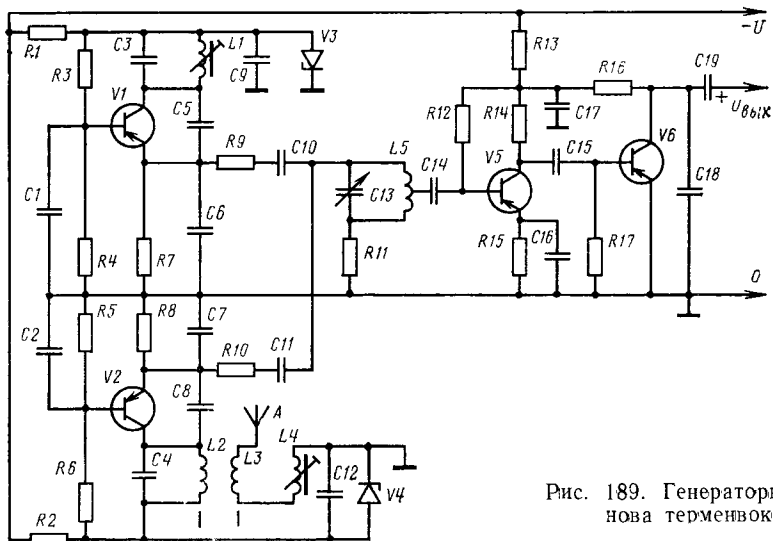 R1
R3
C3
L1
C9
V3
R13
-U
V1
C5
R12
R14
C17
R16
C19
+
Uвых
R9
C10
L5
C14
V5
C15
V6
C1
C6
C13
C18
R4
R7
R11
R15
C16
R17
0
R5
R8
C7
C2
R10
C11
V2
C8
A
L2
L3
L4
R6
C4
C12
V4
R2
Рис. 189. Генераторн
нова терменвокс